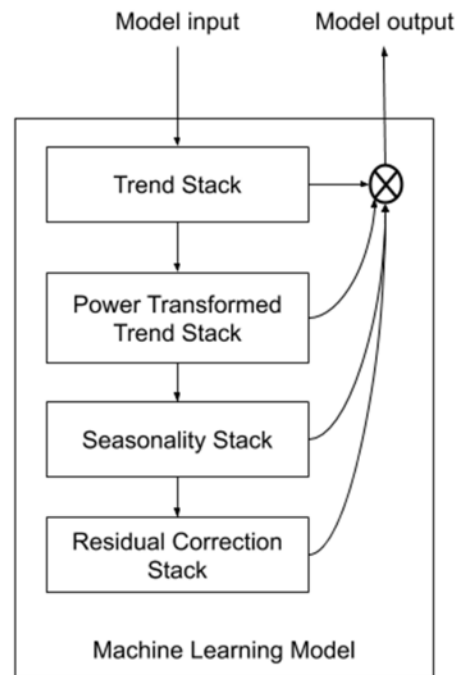 Model input
Model output
Trend Stack
Power Transformed
Trend Stack
Seasonality Stack
Residual Correction
Stack
Machine Learning Model